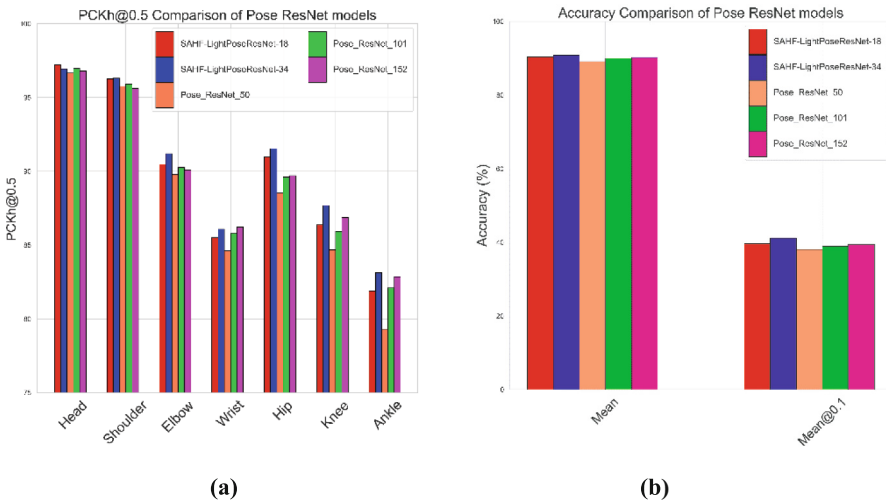 PCKh@0.5 Comparison of Pose ResNet models
100
95
90
85
80
75
PCKh@0.5
SAHF-LightPoseResNet-18
SAHF-LightPoseResNet-34
Pose_ResNet_50
Pose_ResNet_101
Pose_ResNet_152
Head
Shoulder
Elbow
Wrist
Hip
Knee
Ankle
(a)
Accuracy Comparison of Pose ResNet models
80
60
40
20
0
Accuracy (%)
SAHF-LightPoseResNet-18
SAHF-LightPoseResNet-34
Pose_ResNet_50
Pose_ResNet_101
Pose_ResNet_152
Mean
Mean@0.1
(b)